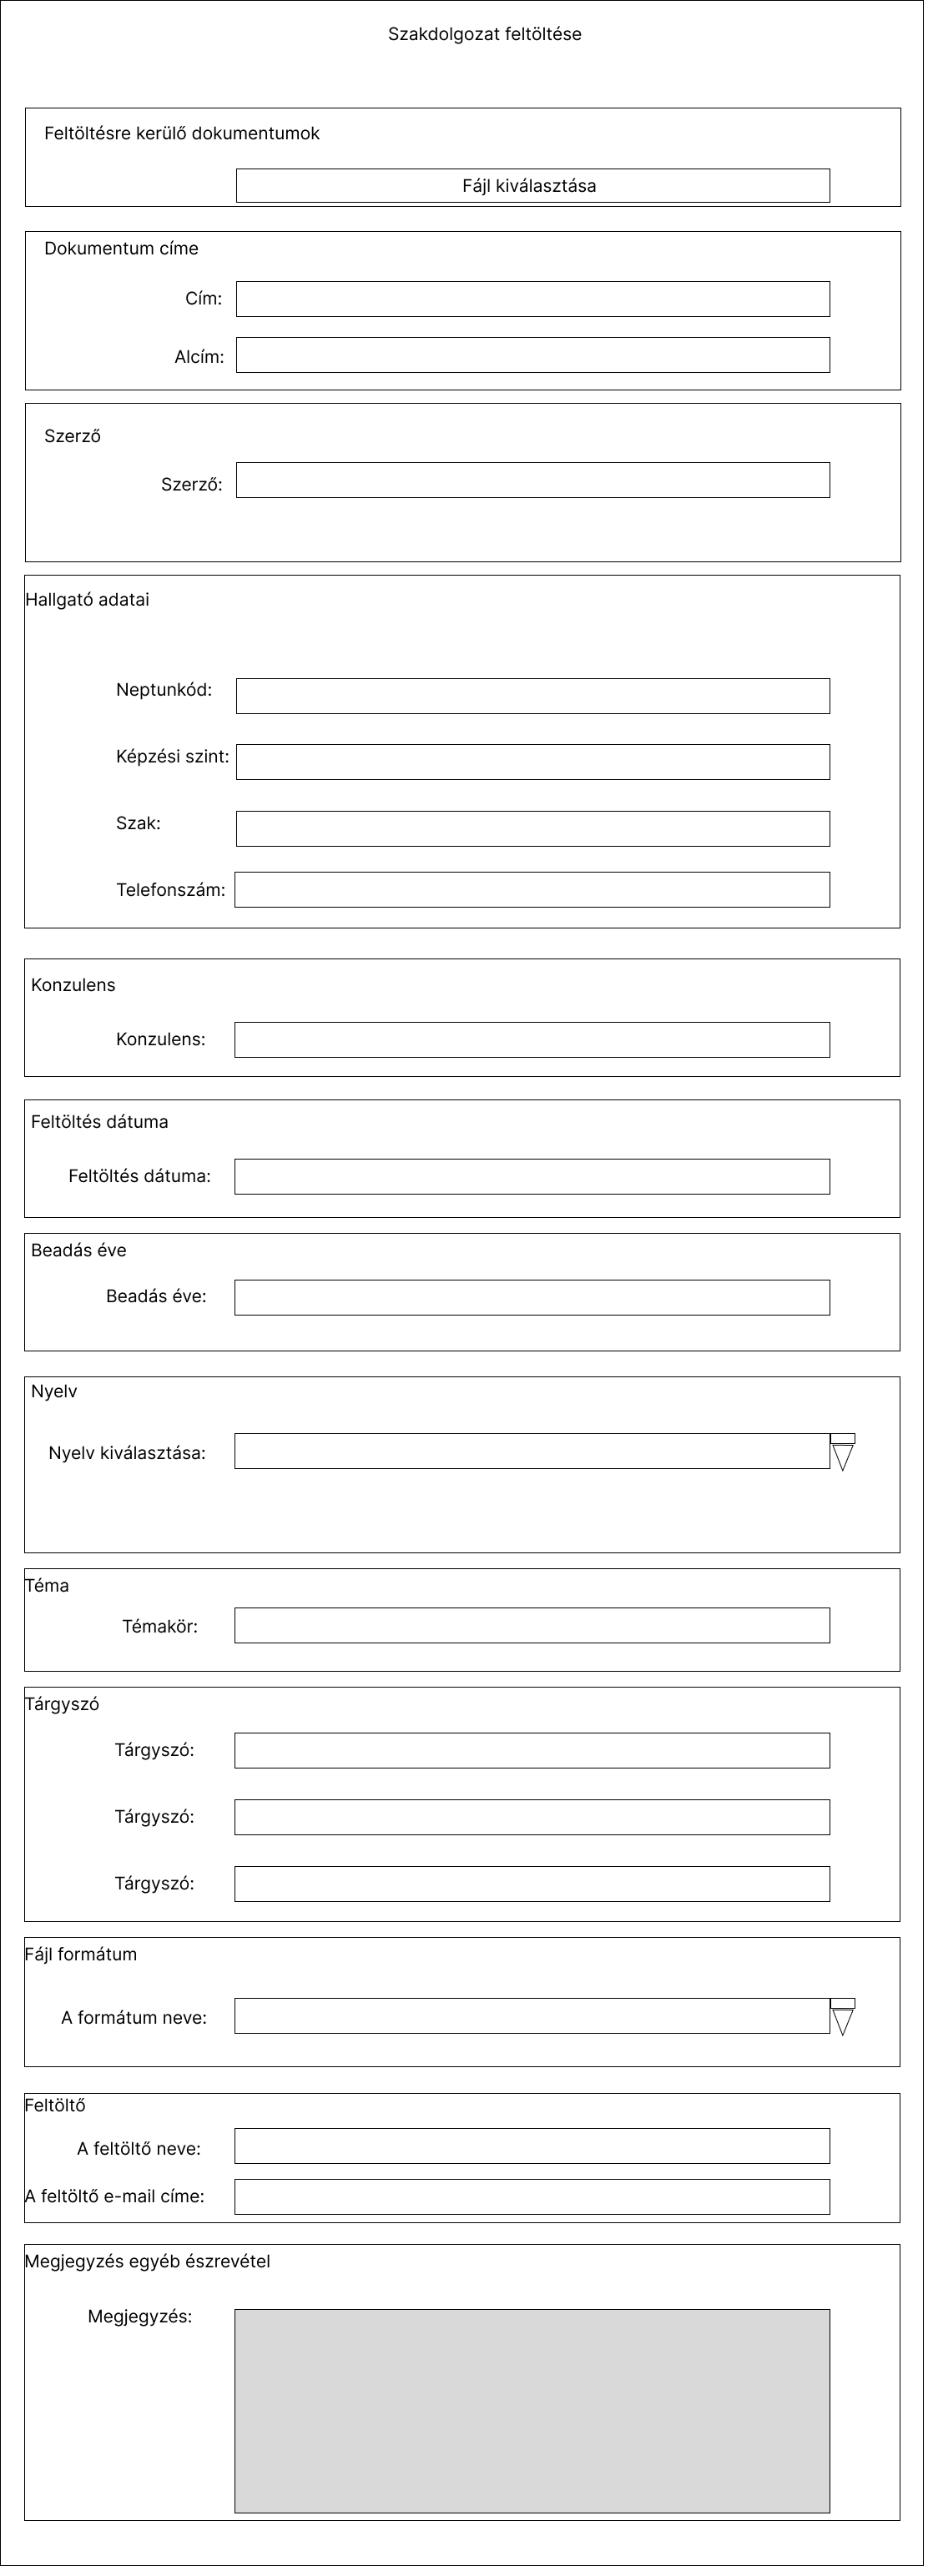 Szakdolgozat feltöltése
Feltöltésre kerülő dokumentumok
Fájl kiválasztása
Dokumentum címe
Cím:
Alcím:
Szerző
Szerző:
Hallgató adatai
Neptunkód:
Képzési szint:
Szak:
Telefonszám:
Konzulens
Konzulens:
Feltöltés dátuma
Feltöltés dátuma:
Beadás éve
Beadás éve:
Nyelv
Nyelv kiválasztása:
Téma
Témakör:
Tárgyszó
Tárgyszó:
Tárgyszó:
Tárgyszó:
Fájl formátum
A formátum neve:
Feltöltő
A feltöltő neve:
A feltöltő e-mail címe:
Megjegyzés egyéb észrevétel
Megjegyzés: